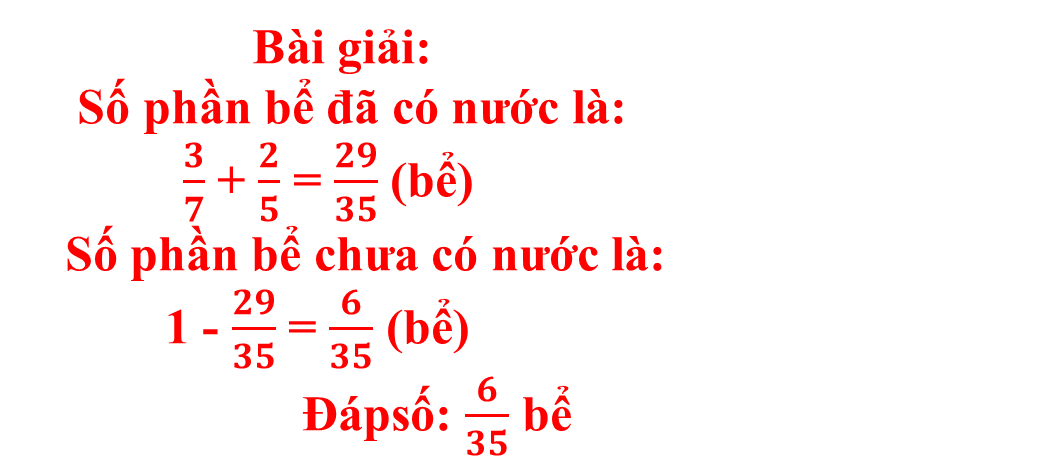 Bài giải:
Số phần bể đã có nước là:
3/7 + 2/5 = 29/35 (bể)
Số phần bể chưa có nước là:
1 - 29/35 = 6/35 (bể)
Đápsố: 6/35 bể